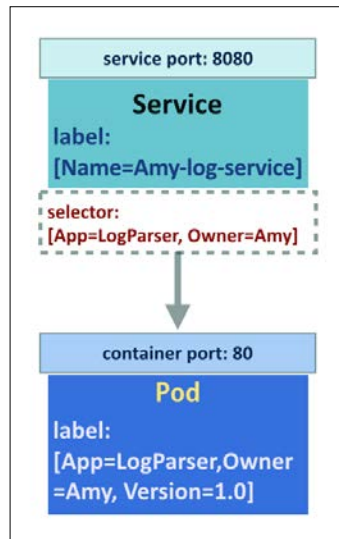 service port: 8080
Service
label:
[Name=Amy-log-service]
selector:
[App=LogParser, Owner=Amy]
container port: 80
Pod
label:
[App=LogParser,Owner
=Amy, Version=1.0]